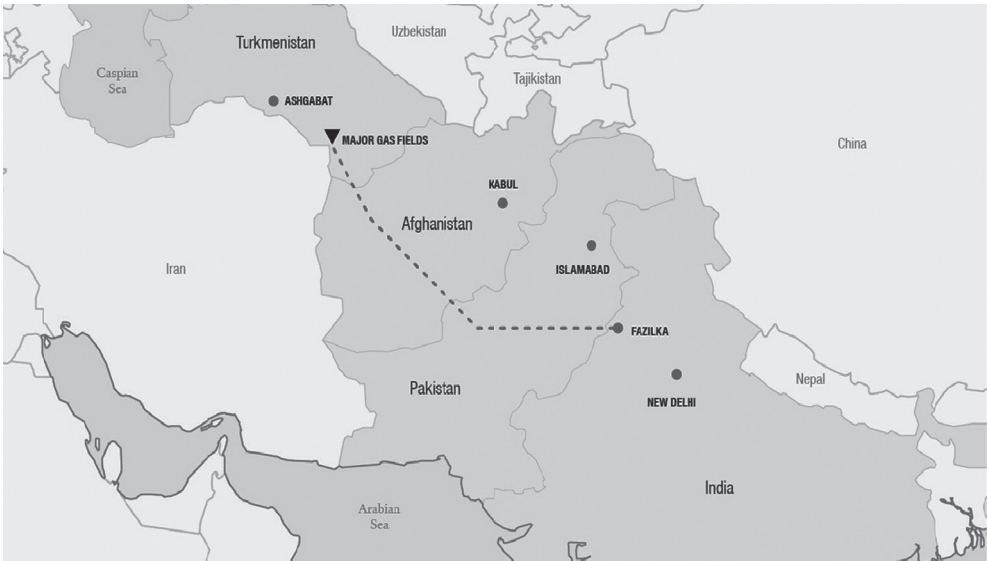 Uzbekistan
Turkmenistan
Caspian
Sea
Tajikistan
ASHGABAT
MAJOR GAS FIELDS
China
KABUL
Afghanistan
ISLAMABAD
Iran
FAZILKA
Nepal
Pakistan
NEW DELHI
India
Arabian
Sea